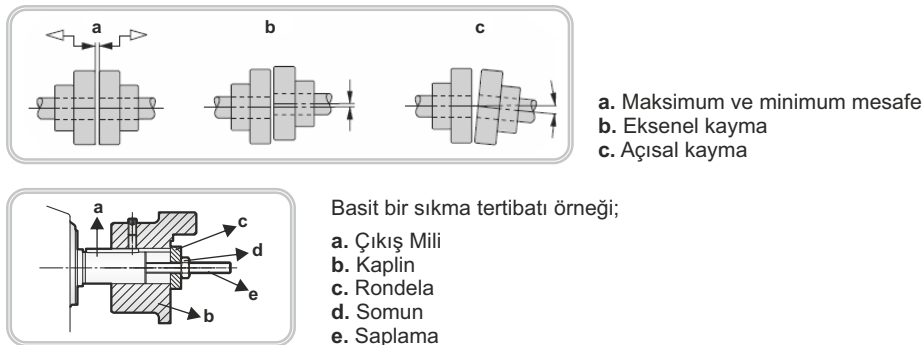 a
b
c
a. Maksimum ve minimum mesafe
b. Eksenel kayma
c. Açısal kayma
a
c
d
e
b
Basit bir sıkma tertibatı örneği;
a. Çıkış Mili
b. Kaplin
c. Rondela
d. Somun
e. Saplama